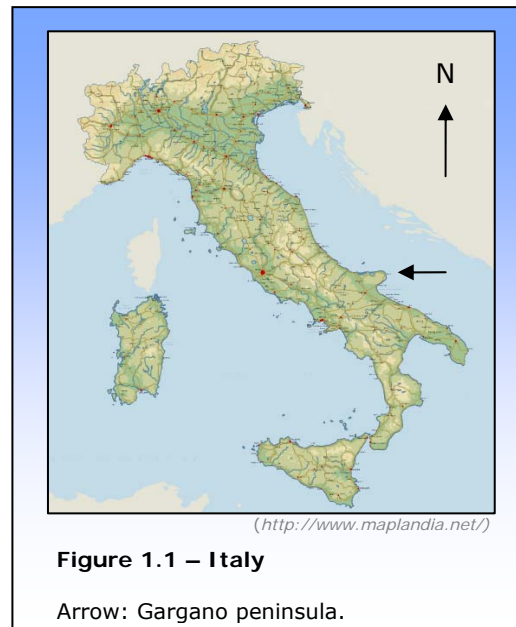 N
(http://www.maplandia.net/)
Figure 1.1 – Italy
Arrow: Gargano peninsula.